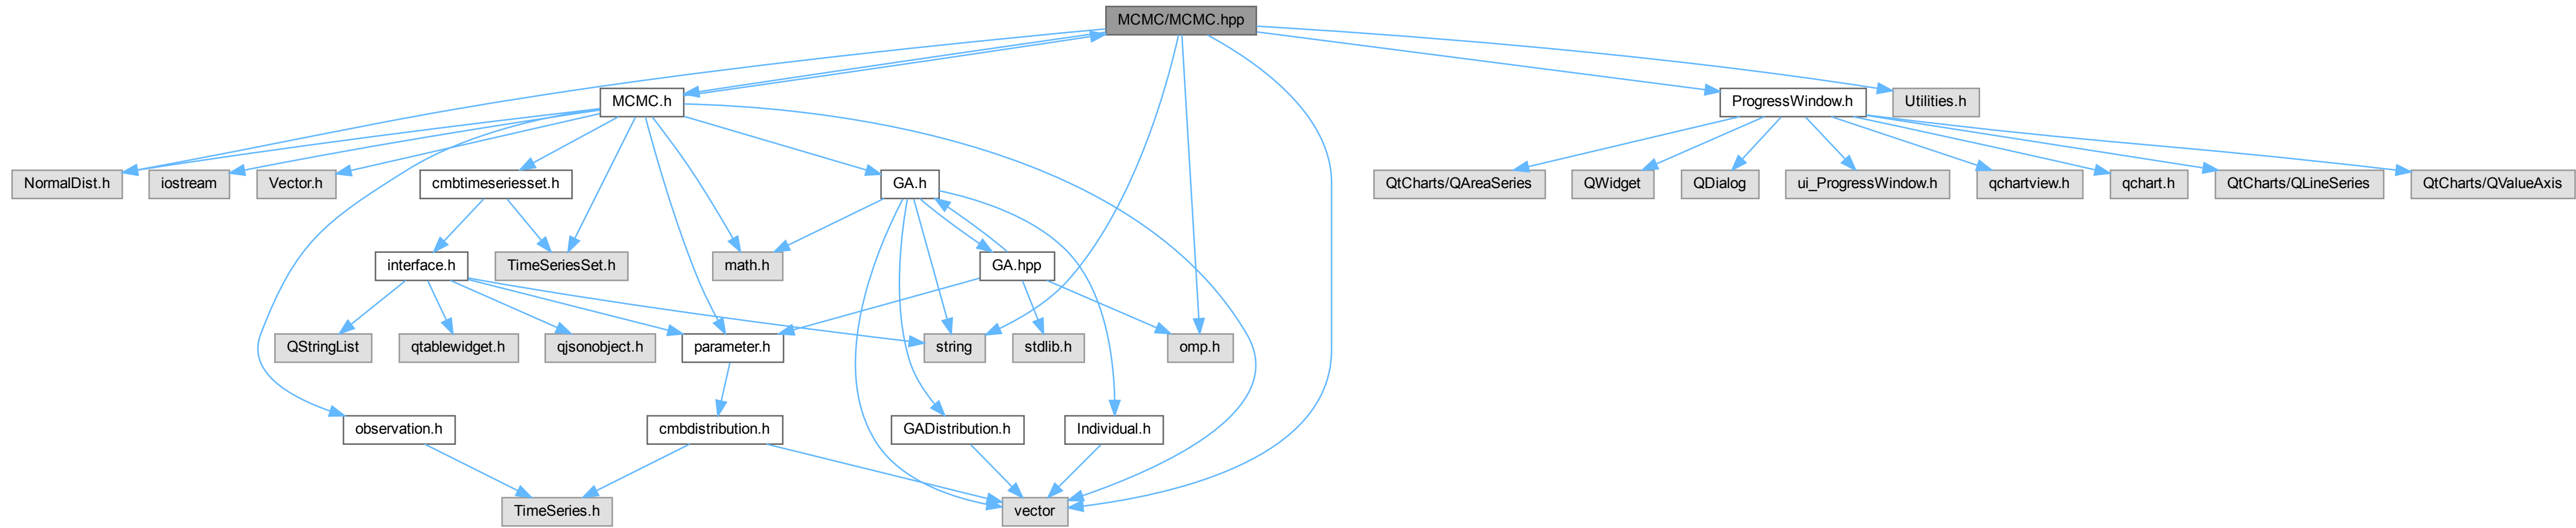 MCMC/MCMC.hpp
MCMC.h
ProgressWindow.h
Utilities.h
NormalDist.h
iostream
Vector.h
cmbtimeseriesset.h
GA.h
QtCharts/QAreaSeries
QWidget
QDialog
ui_ProgressWindow.h
qchartview.h
qchart.h
QtCharts/QLineSeries
QtCharts/QValueAxis
interface.h
TimeSeriesSet.h
math.h
GA.hpp
QStringList
qtablewidget.h
qjsonobject.h
parameter.h
string
stdlib.h
omp.h
observation.h
cmbdistribution.h
GADistribution.h
Individual.h
TimeSeries.h
vector